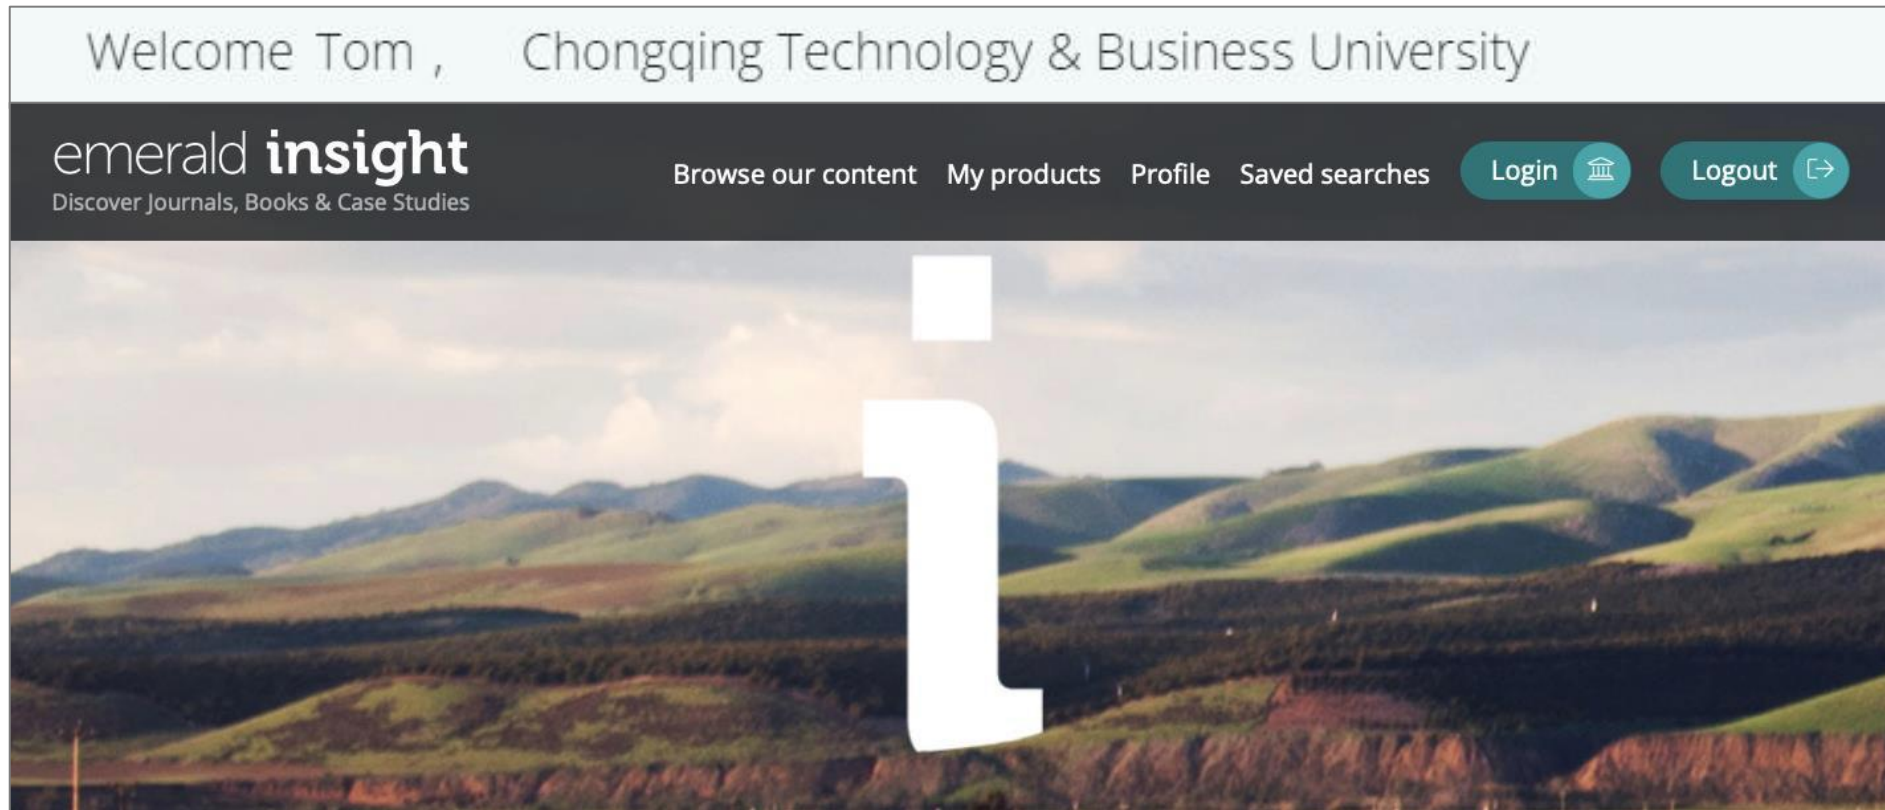 Welcome Tom , Chongqing Technology & Business University
emerald insight
Discover Journals, Books & Case Studies
Browse our content My products Profile Saved searches Login Logout
i